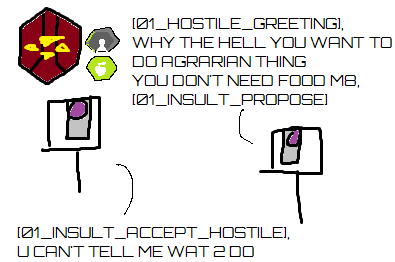 [01_HOSTILE_GREETING],
WHY THE HELL YOU WANT TO
DO AGRARIAN THING
YOU DON'T NEED FOOD M8,
[01_INSULT_PROPOSE]
[01_INSULT_ACCEPT_HOSTILE],
U CAN'T TELL ME WAT 2 DO